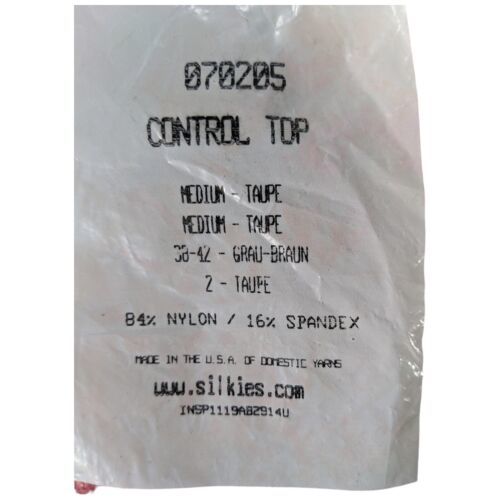 070205
CONTROL TOP
MEDIUM - TAUPE
MEDIUM - TAUPE
38-42 - GRAU-BRAUN
2 - TAUPE
84% NYLON / 16% SPANDEX
MADE IN THE U.S.A. OF DOMESTIC YARNS
www.silkies.com
INSP1119A82914U